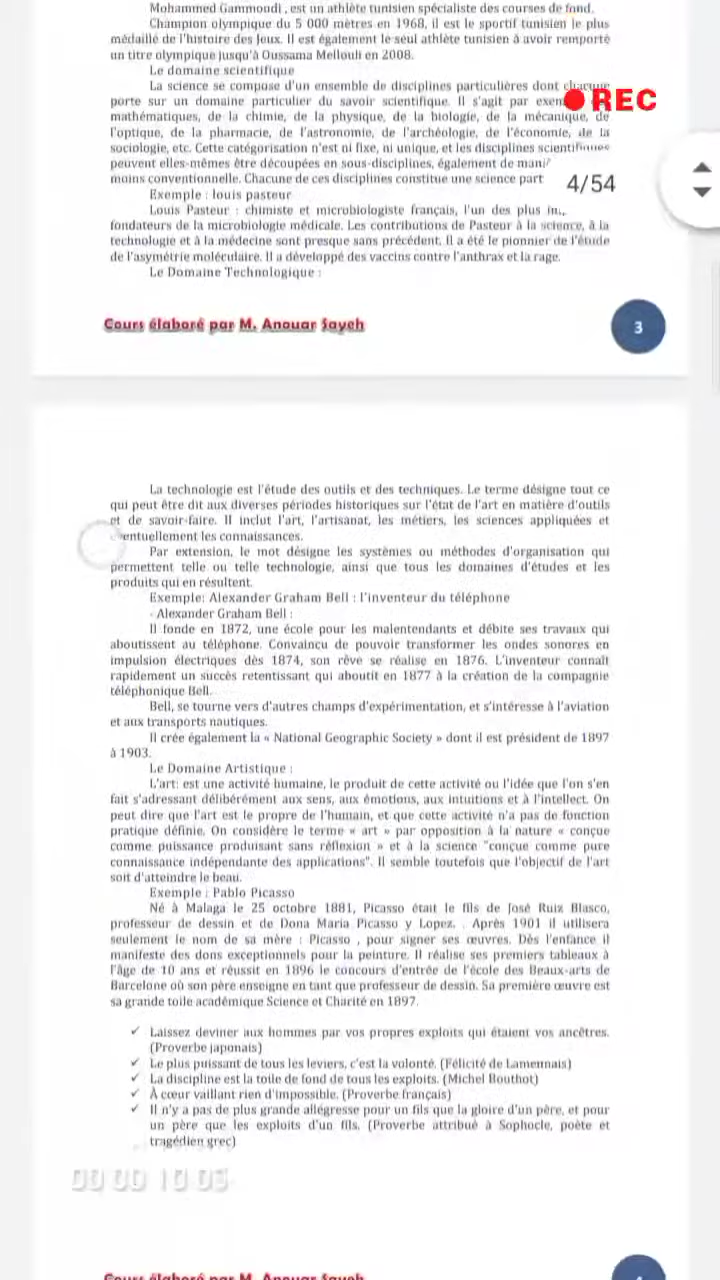 Mohammed Gammoudi , est un athlète tunisien spécialiste des courses de fond.
Champion olympique du 5 000 mètres en 1968, il est le sportif tunisien le plus
médaillé de l'histoire des Jeux. Il est également le seul athlète tunisien à avoir remporté
un titre olympique jusqu'à Oussama Mellouli en 2008.
Le domaine scientifique
La science se compose d'un ensemble de disciplines particulières dont chacune
porte sur un domaine particulier du savoir scientifique. Il s'agit par exem
REC
mathématiques, de la chimie, de la physique, de la biologie, de la mécanique, de
l'optique, de la pharmacie, de l'astronomie, de l'archéologie, de l'économie, de la
sociologie, etc. Cette catégorisation n'est ni fixe, ni unique, et les disciplines scientifiques
peuvent elles-mêmes être découpées en sous-disciplines, également de mani
moins conventionnelle. Chacune de ces disciplines constitue une science part
4/54
Exemple : louis pasteur
Louis Pasteur : chimiste et microbiologiste français, l'un des plus im
fondateurs de la microbiologie médicale. Les contributions de Pasteur à la science, à la
technologie et à la médecine sont presque sans précédent. Il a été le pionnier de l'étude
de l'asymétrie moléculaire. Il a développé des vaccins contre l'anthrax et la rage.
Le Domaine Technologique :
Cours élaboré par M. Anouar Sayeh
3
La technologie est l'étude des outils et des techniques. Le terme désigne tout ce
qui peut être dit aux diverses périodes historiques sur l'état de l'art en matière d'outils
et de savoir-faire. Il inclut l'art, l'artisanat, les métiers, les sciences appliquées et
eventuellement les connaissances.
Par extension, le mot désigne les systèmes ou méthodes d'organisation qui
permettent telle ou telle technologie, ainsi que tous les domaines d'études et les
produits qui en résultent.
Exemple: Alexander Graham Bell : l'inventeur du téléphone
- Alexander Graham Bell :
Il fonde en 1872, une école pour les malentendants et débite ses travaux qui
aboutissent au téléphone. Convaincu de pouvoir transformer les ondes sonores en
impulsion électriques dès 1874, son rêve se réalise en 1876. L'inventeur connaît
rapidement un succès retentissant qui aboutit en 1877 à la création de la compagnie
téléphonique Bell.
Bell, se tourne vers d'autres champs d'expérimentation, et s'intéresse à l'aviation
et aux transports nautiques.
Il crée également la « National Geographic Society » dont il est président de 1897
à 1903.
Le Domaine Artistique :
L'art: est une activité humaine, le produit de cette activité ou l'idée que l'on s'en
fait s'adressant délibérément aux sens, aux émotions, aux intuitions et à l'intellect. On
peut dire que l'art est le propre de l'humain, et que cette activité n'a pas de fonction
pratique définie. On considère le terme « art » par opposition à la nature « conçue
comme puissance produisant sans réflexion » et à la science "conçue comme pure
connaissance indépendante des applications". Il semble toutefois que l'objectif de l'art
soit d'atteindre le beau.
Exemple : Pablo Picasso
Né à Malaga le 25 octobre 1881, Picasso était le fils de José Ruiz Blasco,
professeur de dessin et de Dona Maria Picasso y Lopez. . Après 1901 il utilisera
seulement le nom de sa mère : Picasso , pour signer ses œuvres. Dès l'enfance il
manifeste des dons exceptionnels pour la peinture. Il réalise ses premiers tableaux à
l'âge de 10 ans et réussit en 1896 le concours d'entrée de l'école des Beaux-arts de
Barcelone où son père enseigne en tant que professeur de dessin. Sa première œuvre est
sa grande toile académique Science et Charité en 1897.
✓ Laissez deviner aux hommes par vos propres exploits qui étaient vos ancêtres.
(Proverbe japonais)
✓ Le plus puissant de tous les leviers, c'est la volonté. (Félicité de Lamennais)
✓ La discipline est la toile de fond de tous les exploits. (Michel Bouthot)
✓ À cœur vaillant rien d'impossible. (Proverbe français)
✓ Il n'y a pas de plus grande allégresse pour un fils que la gloire d'un père, et pour
un père que les exploits d'un fils. (Proverbe attribué à Sophocle, poète et
tragédien grec)
00 00 10 05
Cours élaboré par M. Anouar Sayeh